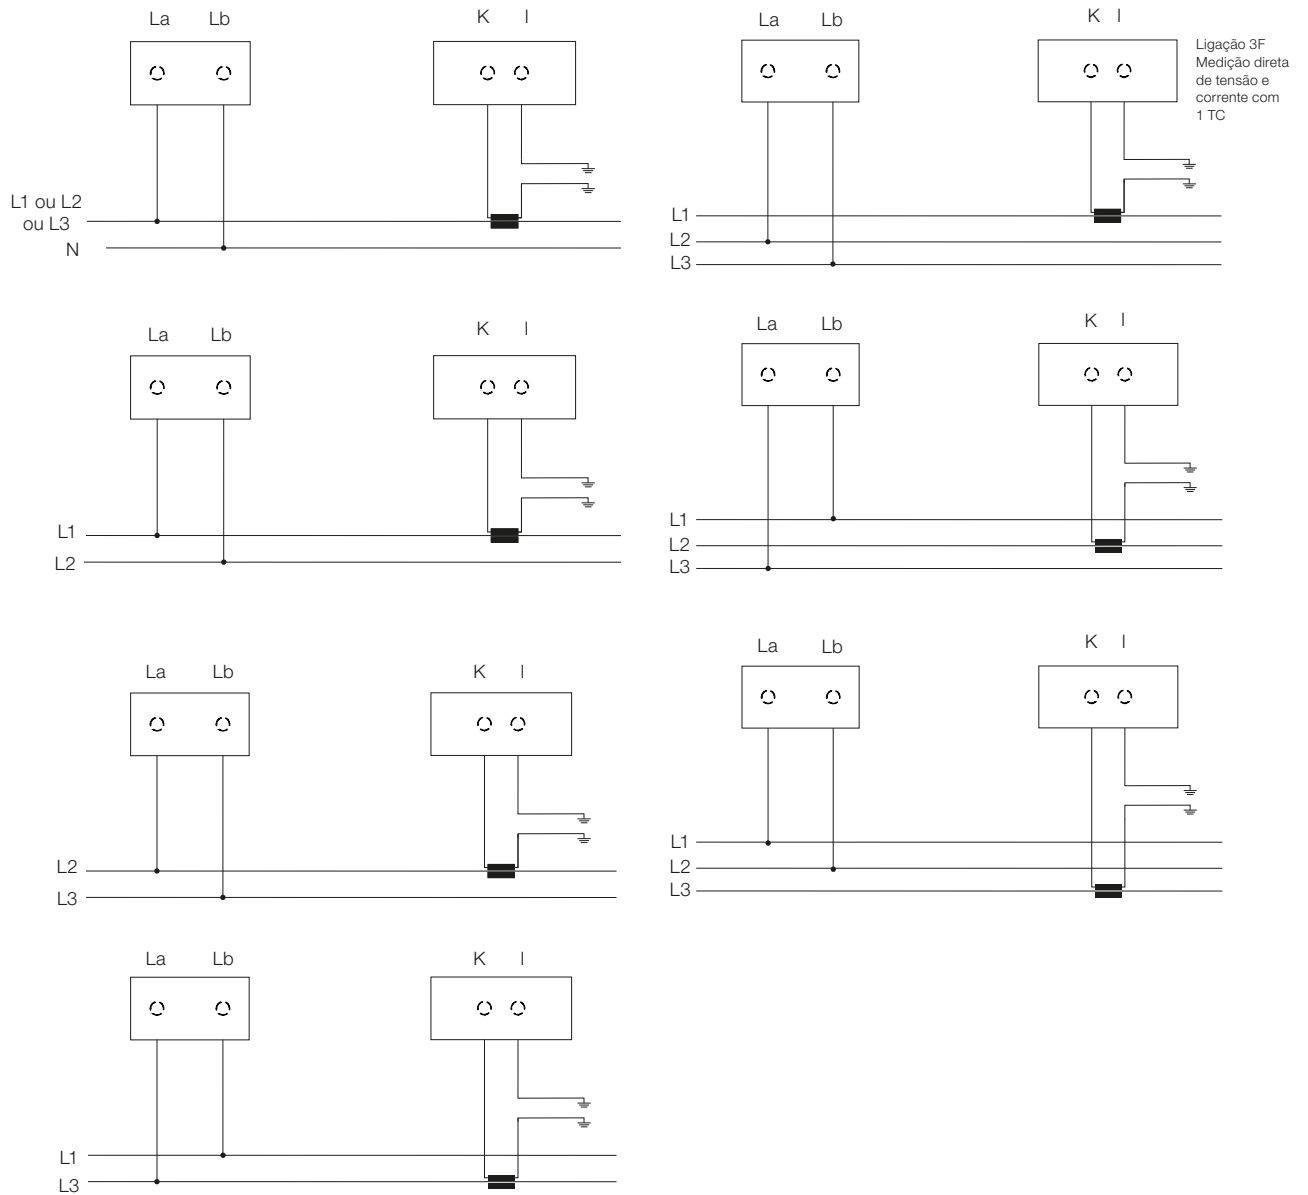 La Lb K l
L1 ou L2
ou L3
N
La Lb K l
L1
L2
La Lb K l
L2
L3
La Lb K l
L1
L3
La Lb K l
Ligação 3F
Medição direta
de tensão e
corrente com
1 TC
L1
L2
L3
La Lb K l
L1
L2
L3
La Lb K l
L1
L2
L3